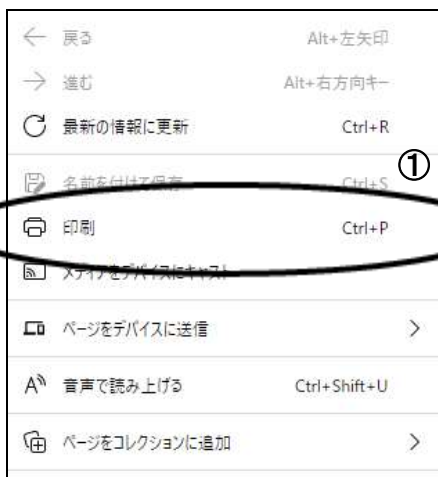 戻る Alt+左矢印
進む Alt+右方向キー
最新の情報に更新 Ctrl+R
①
名前を付けて保存 Ctrl+S
印刷 Ctrl+P
メディアをデバイスにキャスト
ページをデバイスに送信
音声で読み上げる Ctrl+Shift+U
ページをコレクションに追加